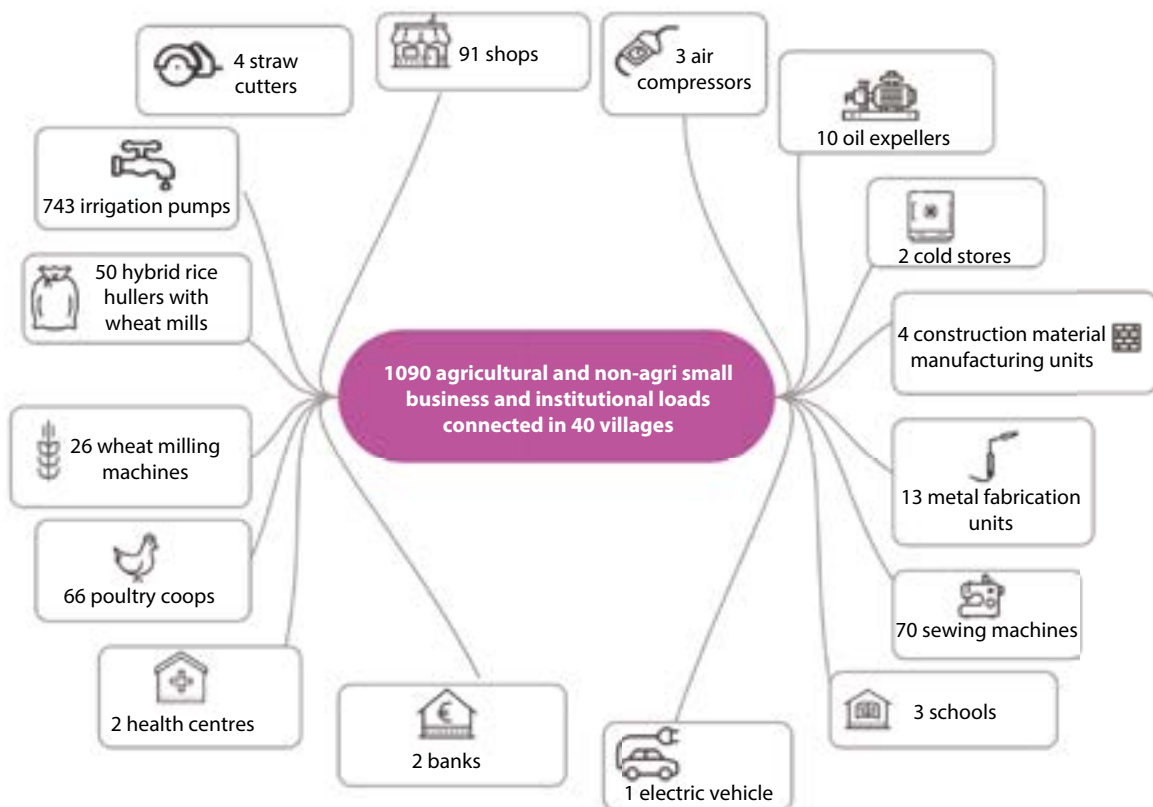 4 straw
cutters
91 shops
3 air
compressors
10 oil expellers
743 irrigation pumps
2 cold stores
50 hybrid rice
hullers with
wheat mills
4 construction material
manufacturing units
1090 agricultural and non-agri small
business and institutional loads
connected in 40 villages
26 wheat milling
machines
13 metal fabrication
units
66 poultry coops
70 sewing machines
2 health centres
2 banks
€
1 electric vehicle
3 schools